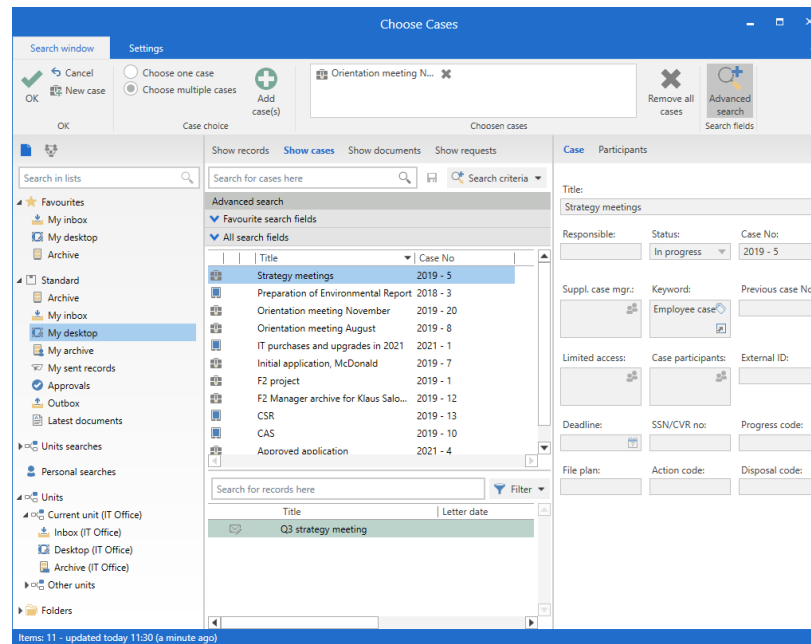 Choose Cases
Search window Settings
OK
Cancel
New case
OK
Choose one case
Choose multiple cases
Case choice
Add
case(s)
Orientation meeting N...
Choosen cases
Remove all
cases
Advanced
search
Search fields
Search in lists
Favourites
My inbox
My desktop
Archive
Standard
Archive
My inbox
My desktop
My archive
My sent records
Approvals
Outbox
Latest documents
Units searches
Personal searches
Units
Current unit (IT Office)
Inbox (IT Office)
Desktop (IT Office)
Archive (IT Office)
Other units
Folders
Show records Show cases Show documents Show requests
Search for cases here Search criteria
Advanced search
Favourite search fields
All search fields
Title Case No
Strategy meetings 2019 - 5
Preparation of Environmental Report 2018 - 3
Orientation meeting November 2019 - 20
Orientation meeting August 2019 - 8
IT purchases and upgrades in 2021 2021 - 1
Initial application, McDonald 2019 - 7
F2 project 2019 - 1
F2 Manager archive for Klaus Salo... 2019 - 12
CSR 2019 - 13
CAS 2019 - 10
Approved application 2021 - 4
Search for records here Filter
Title Letter date
Q3 strategy meeting
Case Participants
Title:
Strategy meetings
Responsible: Status: Case No:
In progress 2019 - 5
Suppl. case mgr.: Keyword: Previous case No
Employee case
Limited access: Case participants: External ID:
Deadline: SSN/CVR no: Progress code:
File plan: Action code: Disposal code:
Items: 11 - updated today 11:30 (a minute ago)